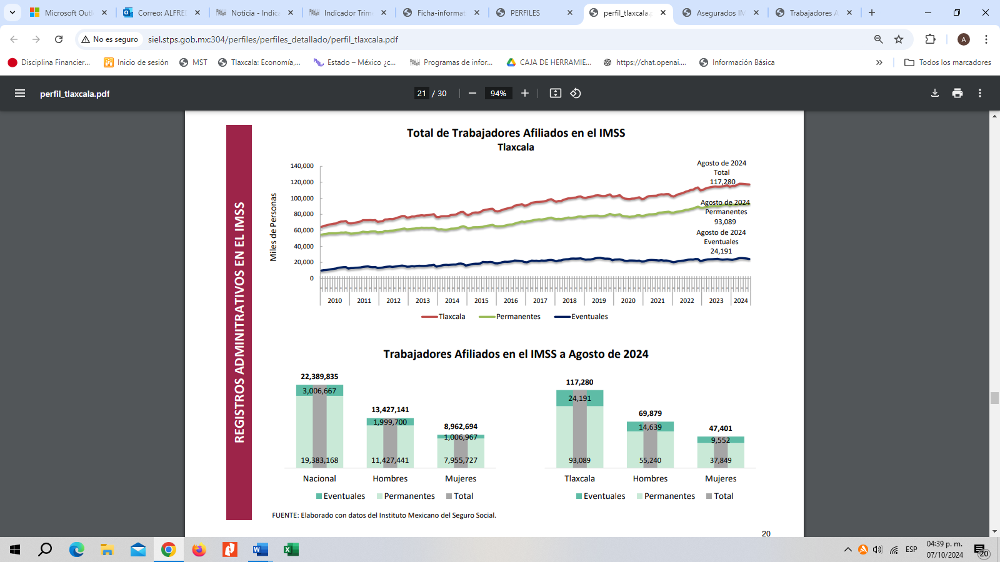 Microsoft Outl
Correo: ALFRE
Noticia - Indica
Indicador Trim
Ficha-informat
PERFILES
perfil_tlaxcala.p
Asegurados IM
Trabajadores A
No es seguro
siel.stps.gob.mx:304/perfiles/perfiles_detallado/perfil_tlaxcala.pdf
A
Disciplina Financier...
Inicio de sesión
MST
Tlaxcala: Economía,...
Estado – México ¿c...
Programas de infor...
CAJA DE HERRAMIE...
https://chat.openai....
Información Básica
Todos los marcadores
perfil_tlaxcala.pdf
21 / 30
94%
REGISTROS ADMINITRATIVOS EN EL IMSS
Total de Trabajadores Afiliados en el IMSS
Tlaxcala
Miles de Personas
140,000
120,000
100,000
80,000
60,000
40,000
20,000
0
Agosto de 2024
Total
117,280
Agosto de 2024
Permanentes
93,089
Agosto de 2024
Eventuales
24,191
2010 2011 2012 2013 2014 2015 2016 2017 2018 2019 2020 2021 2022 2023 2024
Tlaxcala Permanentes Eventuales
Trabajadores Afiliados en el IMSS a Agosto de 2024
22,389,835
3,006,667
19,383,168
13,427,141
1,999,700
11,427,441
8,962,694
1,006,967
7,955,727
Nacional Hombres Mujeres
Eventuales Permanentes Total
117,280
24,191
93,089
69,879
14,639
55,240
47,401
9,552
37,849
Tlaxcala Hombres Mujeres
Eventuales Permanentes Total
FUENTE: Elaborado con datos del Instituto Mexicano del Seguro Social.
20
ESP
04:39 p. m.
07/10/2024
20